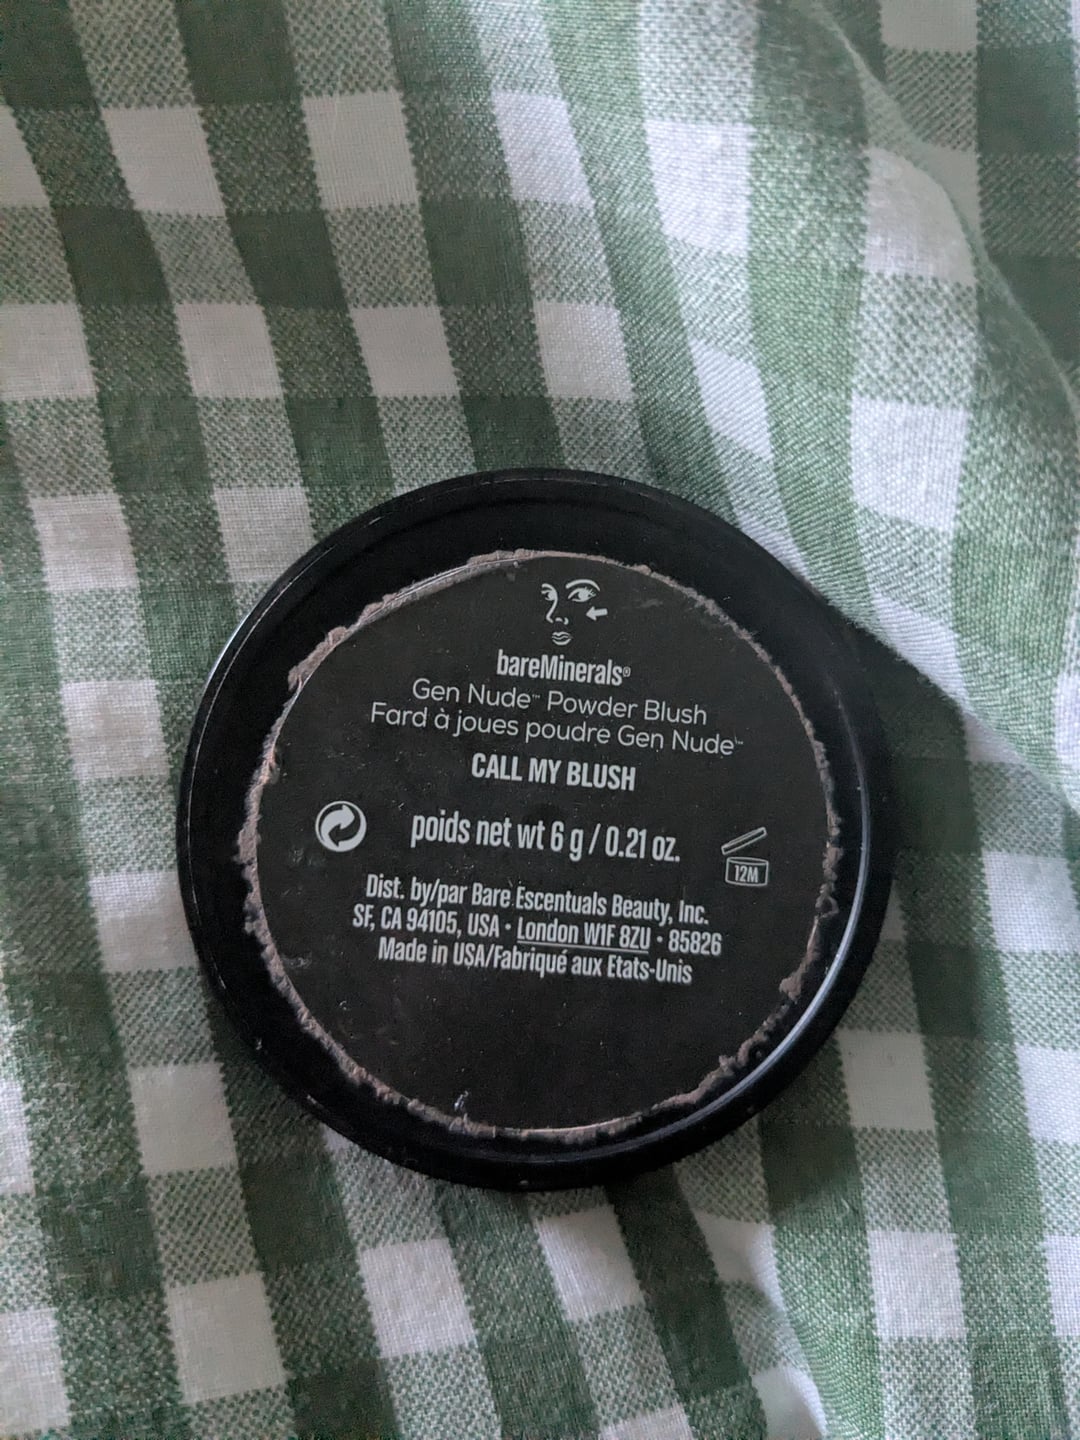 bareMinerals®
Gen Nude™ Powder Blush
Fard à joues poudre Gen Nude™
CALL MY BLUSH
poids net wt 6 g / 0.21 oz.
12M
Dist. by/par Bare Escentuals Beauty, Inc.
SF, CA 94105, USA • London W1F 8ZU • 85826
Made in USA/Fabriqué aux Etats-Unis